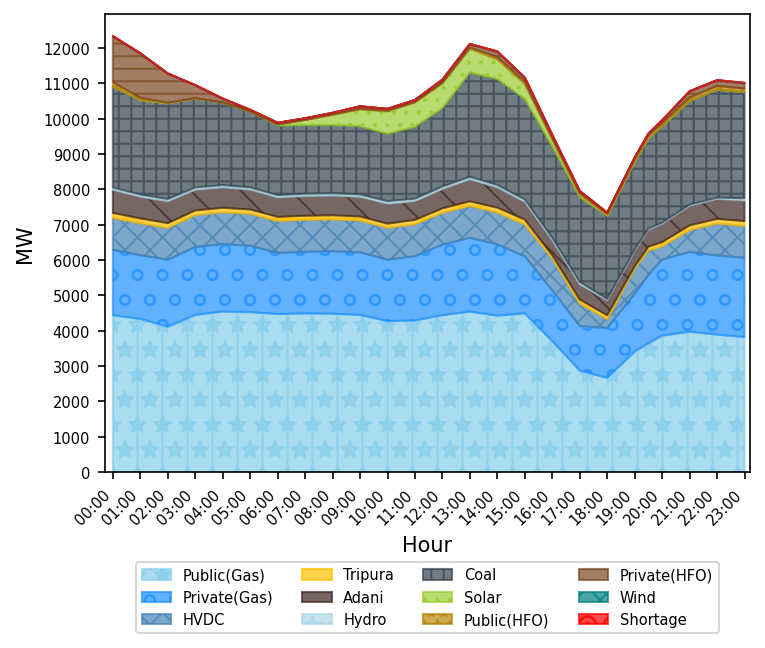 12000
11000
10000
9000
8000
7000
6000
5000
4000
3000
2000
1000
0
MW
00:00 01:00 02:00 03:00 04:00 05:00 06:00 07:00 08:00 09:00 10:00 11:00 12:00 13:00 14:00 15:00 16:00 17:00 18:00 19:00 20:00 21:00 22:00 23:00
Hour
Public(Gas) Tripura Coal Private(HFO)
Private(Gas) Adani Solar Wind
HVDC Hydro Public(HFO) Shortage